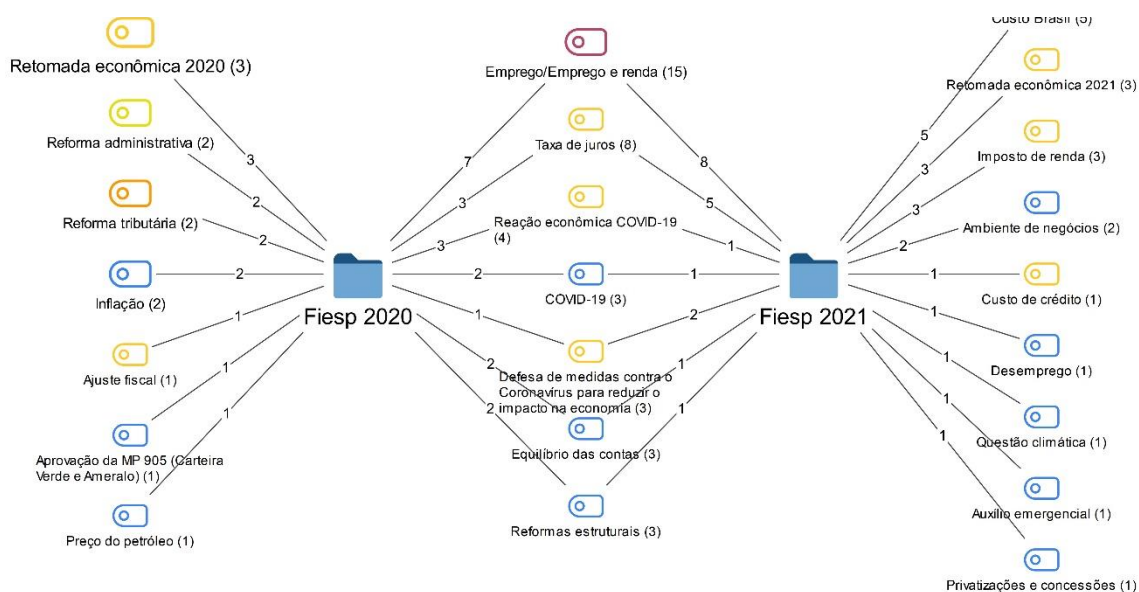 Custo Brasil (5)
Retomada econômica 2020 (3)
Emprego/Emprego e renda (15)
Retomada econômica 2021 (3)
Reforma administrativa (2)
Taxa de juros (8)
Imposto de renda (3)
3
7
8
5
3
2
3
5
3
Reforma tributária (2)
Reação econômica COVID-19
(4)
Ambiente de negócios (2)
2
3
1
2
2
2
1
1
Inflação (2)
COVID-19 (3)
Custo de crédito (1)
Fiesp 2020
Fiesp 2021
1
1
2
1
Ajuste fiscal (1)
Desemprego (1)
1
2
1
1
Defesa de medidas contra o
Coronavírus para reduzir o
impacto na economia (3)
1
2
1
1
1
Questão climática (1)
Aprovação da MP 905 (Carteira
Verde e Ameralo) (1)
Equilíbrio das contas (3)
Preço do petróleo (1)
Reformas estruturais (3)
Auxílio emergencial (1)
Privatizações e concessões (1)